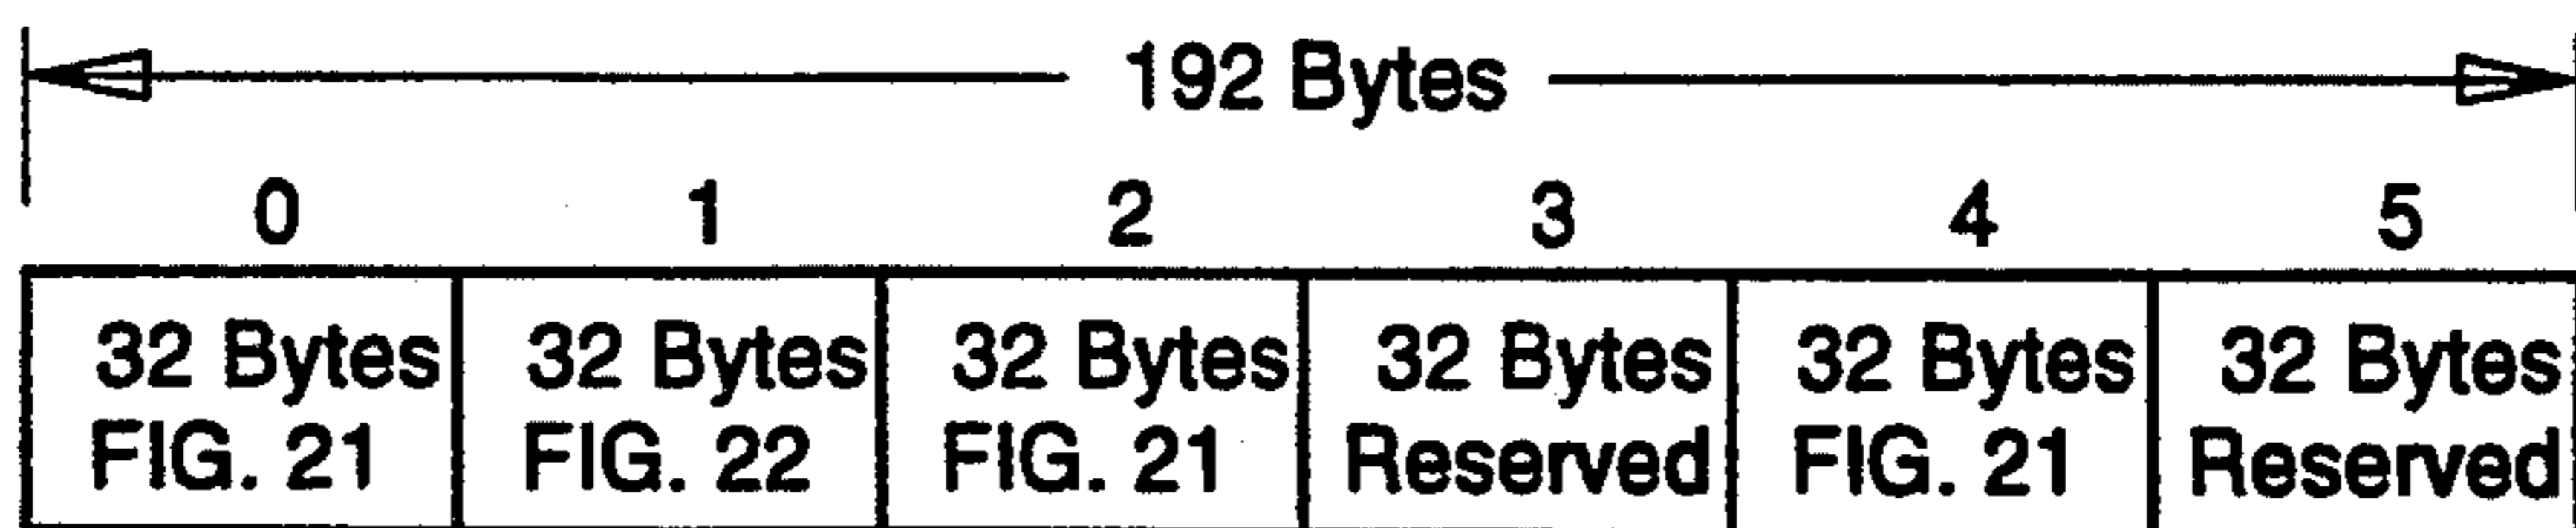 192 Bytes
0 1 2 3 4 5
32 Bytes 32 Bytes 32 Bytes 32 Bytes 32 Bytes 32 Bytes
FIG. 21 FIG. 22 FIG. 21 Reserved FIG. 21 Reserved